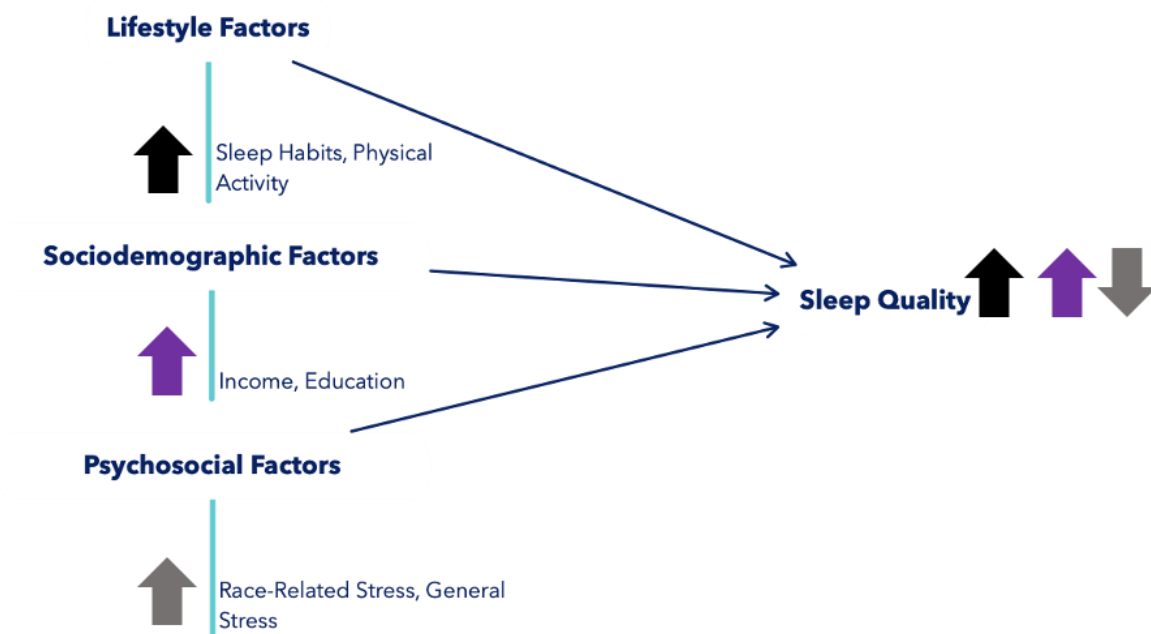 Lifestyle Factors
Sleep Habits, Physical
Activity
Sociodemographic Factors
Sleep Quality
Income, Education
Psychosocial Factors
Race-Related Stress, General
Stress